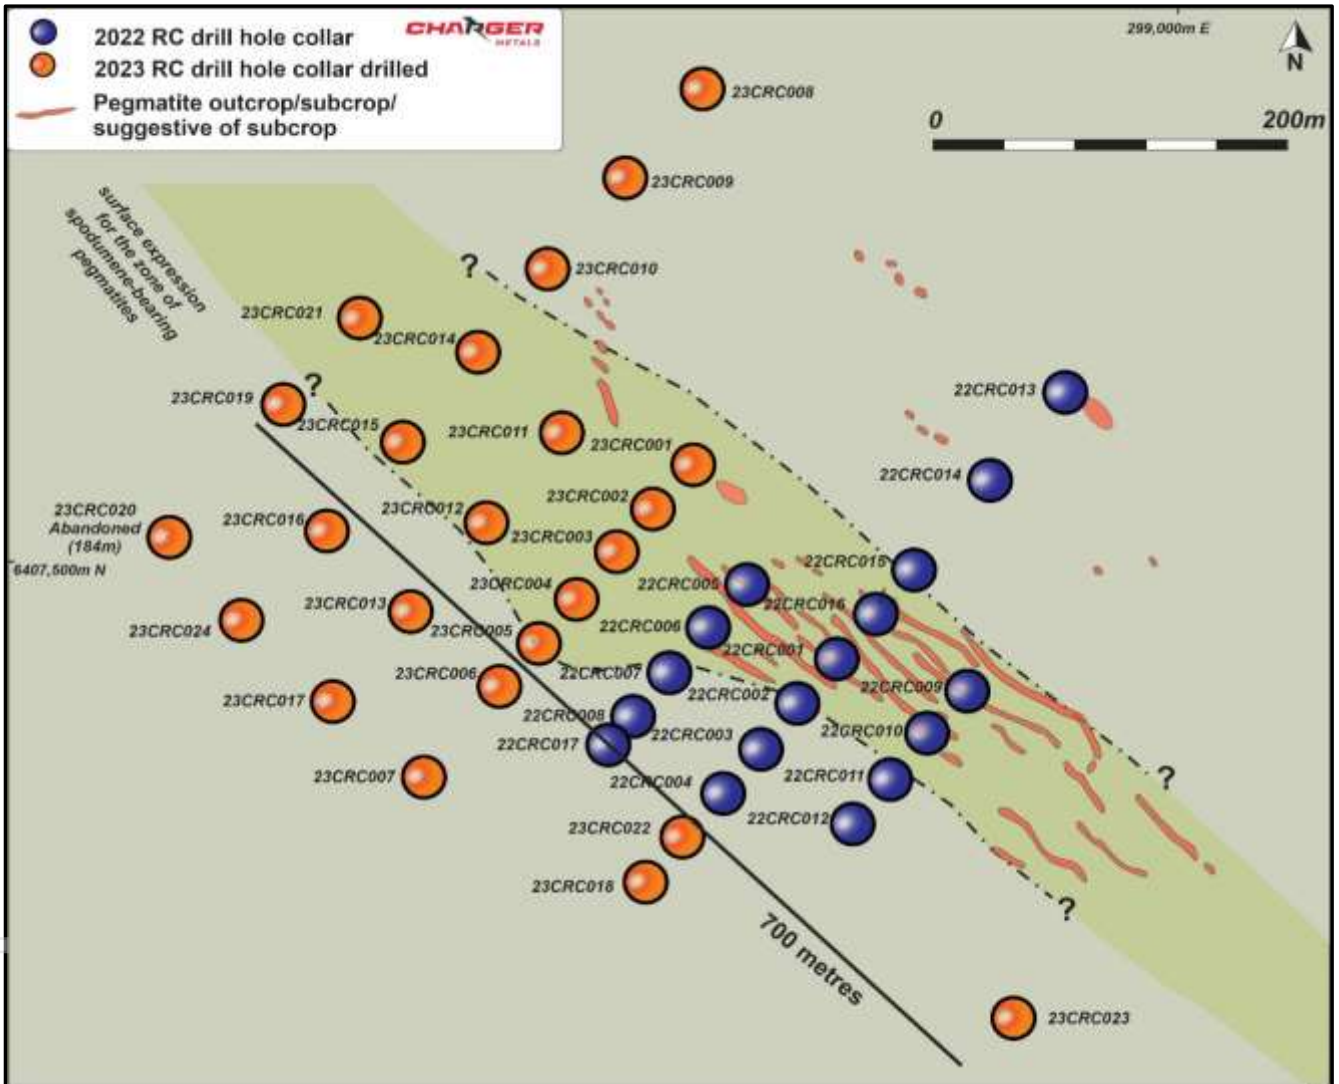 2022 RC drill hole collar
2023 RC drill hole collar drilled
Pegmatite outcrop/subcrop/
suggestive of subcrop
CHARGER
METALS
299,000m E
N
0
200m
23CRC008
23CRC009
surface expression
for the zone of
spodumene-bearing
pegmatites
?
23CRC010
23CRC021
23CRC014
23CRC019
?
22CRC013
23CRC015
23CRC011
23CRC001
22CRC014
23CRC002
23CRC020
Abandoned
(184m)
23CRC016
23CRC012
23CRC003
6407,500m N
22CRC015
23CRC004
22CRC005
22CRC016
23CRC013
23CRC024
23CRC005
22CRC006
22CRC001
23CRC006
22CRC007
22CRC002
22CRC009
23CRC017
22CRC008
22CRC017
22CRC003
22CRC010
23CRC007
22CRC004
22CRC011
?
23CRC022
22CRC012
23CRC018
?
700 metres
23CRC023